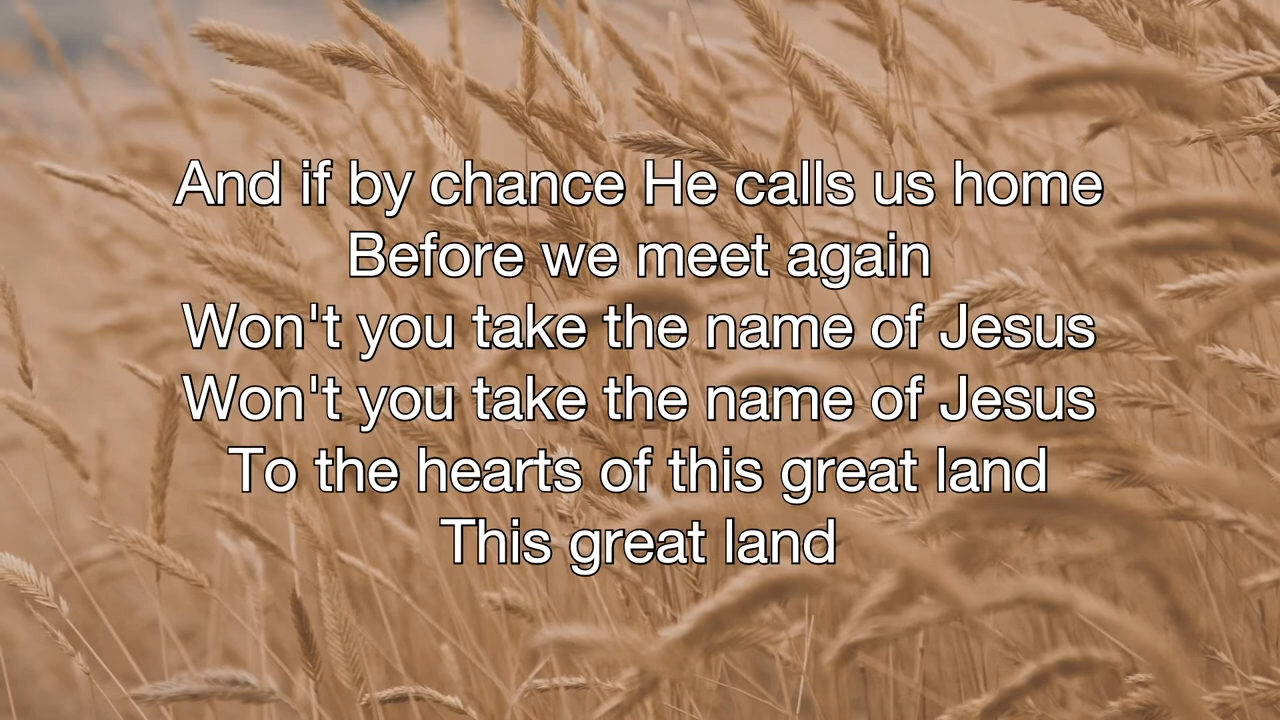 And if by chance He calls us home
Before we meet again
Won't you take the name of Jesus
Won't you take the name of Jesus
To the hearts of this great land
This great land